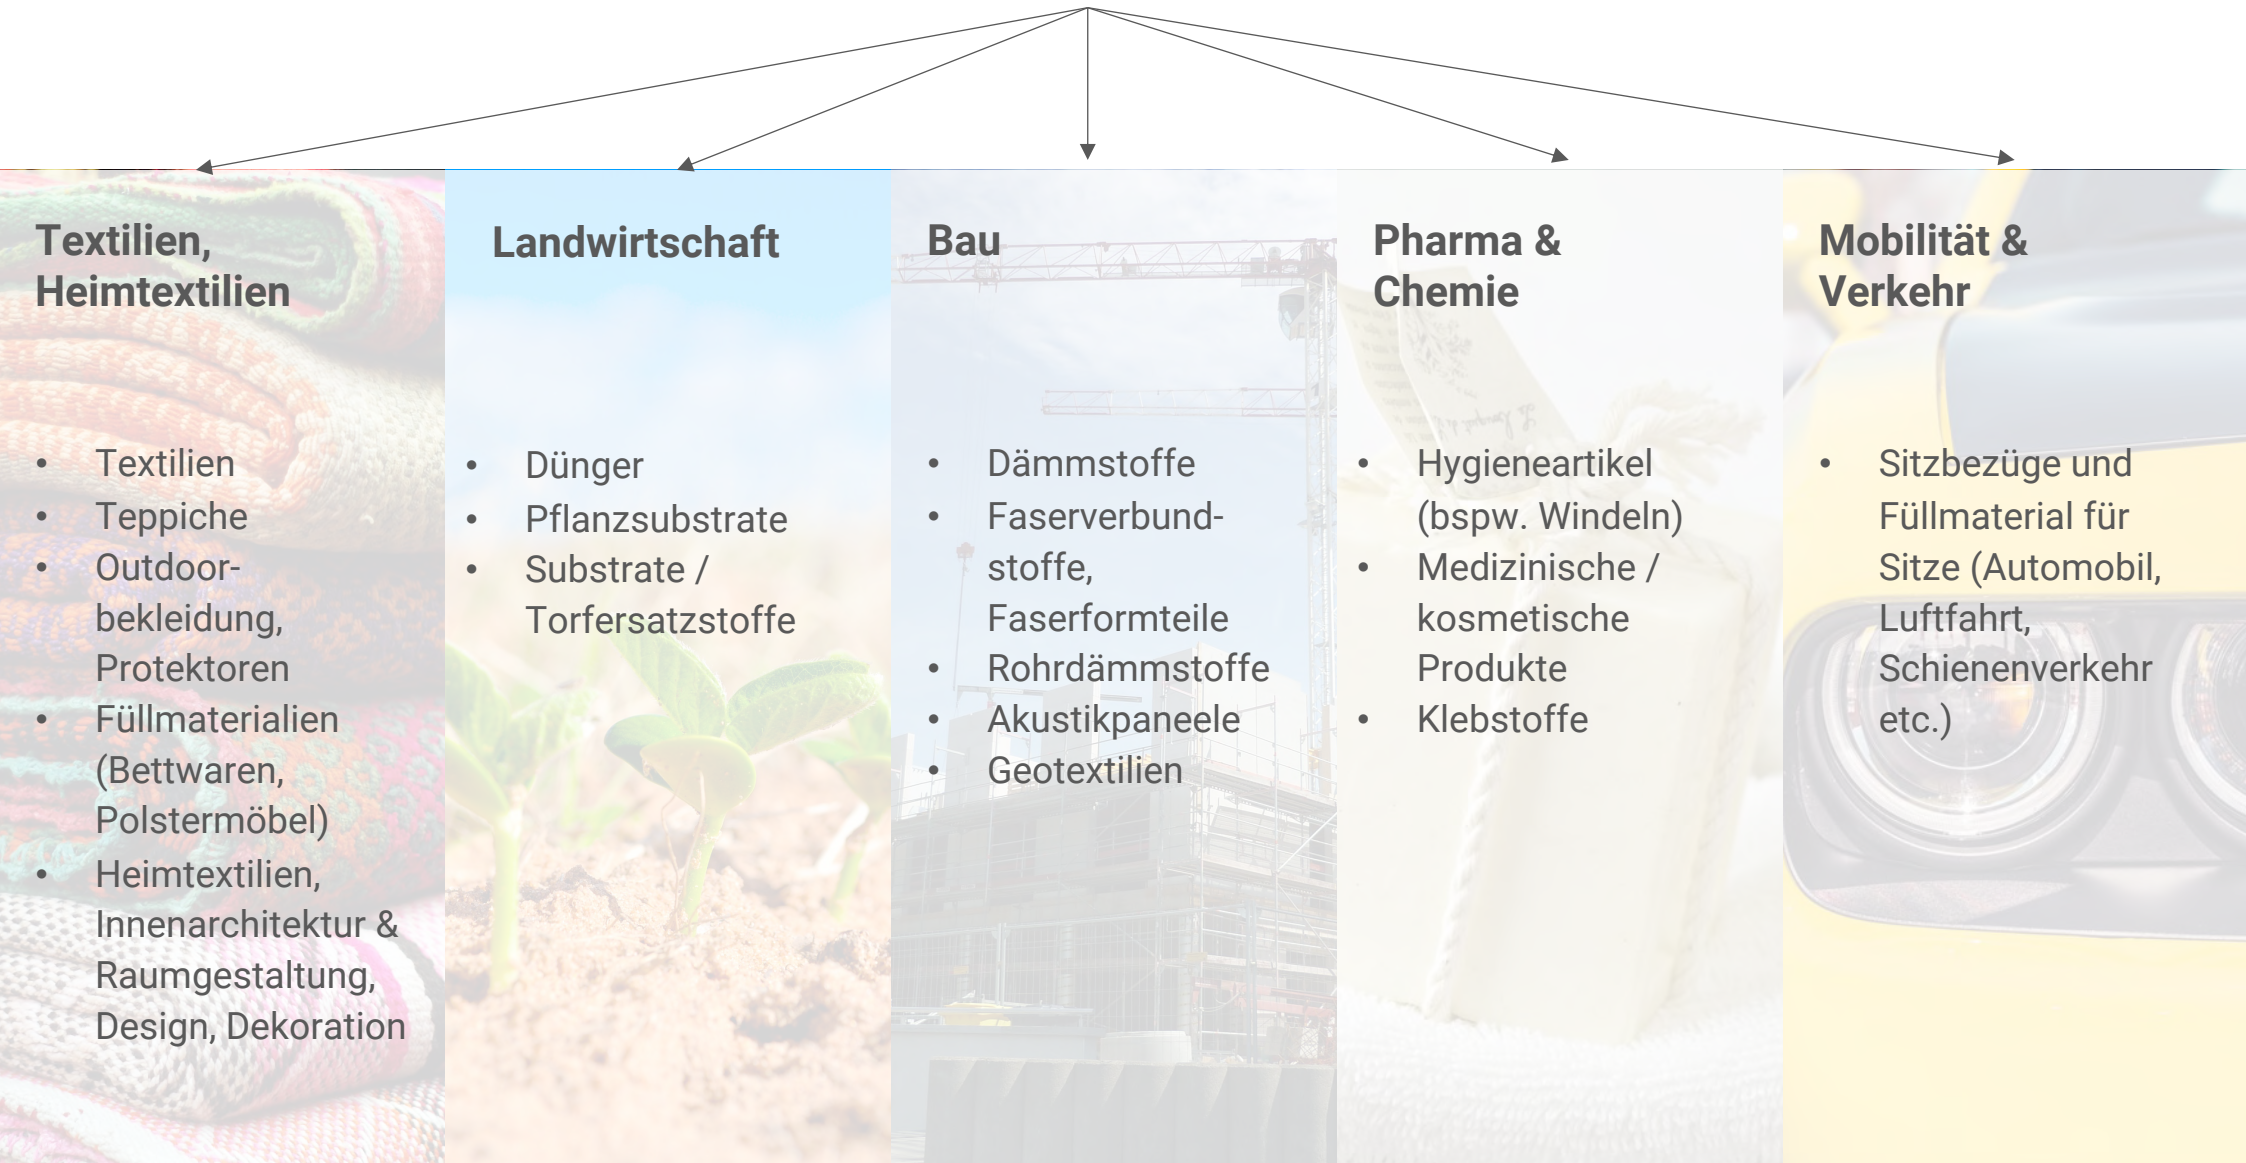 Textilien,
Heimtextilien
• Textilien
• Teppiche
• Outdoor-
bekleidung,
Protektoren
• Füllmaterialien
(Bettwaren,
Polstermöbel)
• Heimtextilien,
Innenarchitektur &
Raumgestaltung,
Design, Dekoration
Landwirtschaft
• Dünger
• Pflanzsubstrate
• Substrate /
Torfersatzstoffe
Bau
• Dämmstoffe
• Faserverbund-
stoffe,
Faserformteile
• Rohrdämmstoffe
• Akustikpaneele
• Geotextilien
Pharma &
Chemie
• Hygieneartikel
(bspw. Windeln)
• Medizinische /
kosmetische
Produkte
• Klebstoffe
Mobilität &
Verkehr
• Sitzbezüge und
Füllmaterial für
Sitze (Automobil,
Luftfahrt,
Schienenverkehr
etc.)